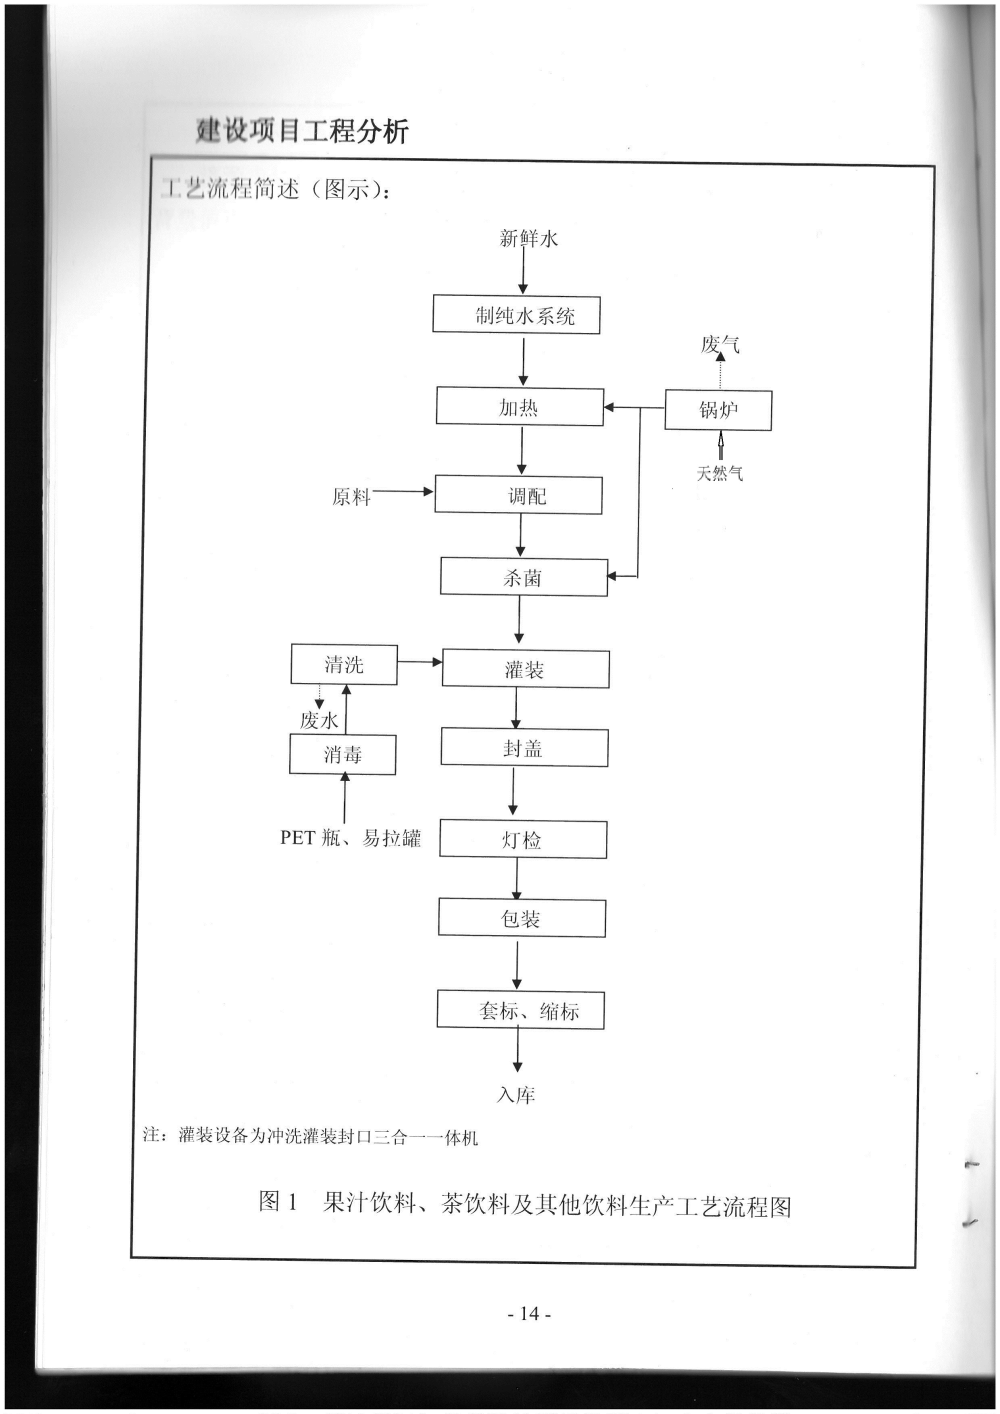 建设项目工程分析
工艺流程简述（图示）：
新鲜水
制纯水系统
废气
加热
锅炉
天然气
原料
调配
杀菌
清洗
灌装
废水
封盖
消毒
PET 瓶、易拉罐
灯检
包装
套标、缩标
入库
注：灌装设备为冲洗灌装封口三合一一体机
图 1　果汁饮料、茶饮料及其他饮料生产工艺流程图
- 14 -